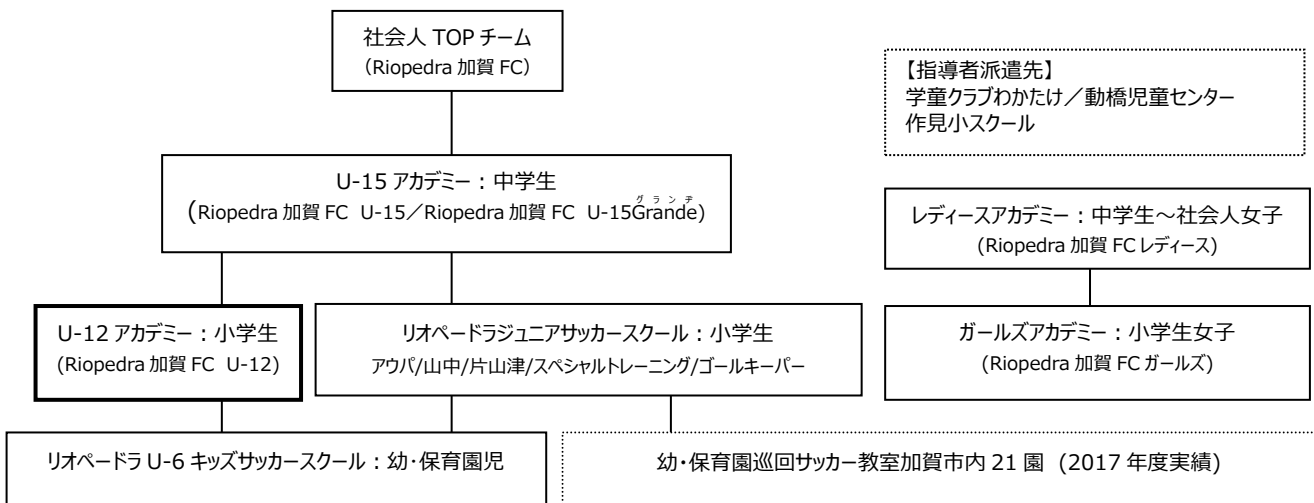 社会人 TOP チーム
(Riopedra 加賀 FC)
【指導者派遣先】
学童クラブわかたけ／動橋児童センター
作見小スクール
U-15 アカデミー：中学生
(Riopedra 加賀 FC U-15／Riopedra 加賀 FC U-15Grande)
グランヂ
レディースアカデミー：中学生～社会人女子
(Riopedra 加賀 FC レディース)
U-12 アカデミー：小学生
(Riopedra 加賀 FC U-12)
リオペードラジュニアサッカースクール：小学生
アウパ/山中/片山津/スペシャルトレーニング/ゴールキーパー
ガールズアカデミー：小学生女子
(Riopedra 加賀 FC ガールズ)
リオペードラ U-6 キッズサッカースクール：幼・保育園児
幼・保育園巡回サッカー教室加賀市内 21 園 (2017 年度実績)